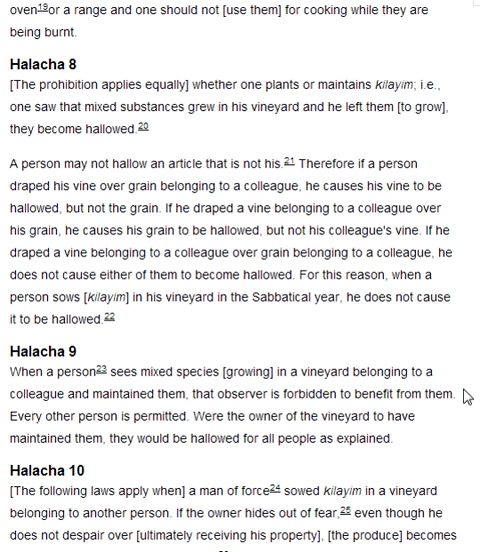 oven19or a range and one should not [use them] for cooking while they are
being burnt.
Halacha 8
[The prohibition applies equally] whether one plants or maintains kilayim; i.e.,
one saw that mixed substances grew in his vineyard and he left them [to grow],
they become hallowed.20
A person may not hallow an article that is not his.21 Therefore if a person
draped his vine over grain belonging to a colleague, he causes his vine to be
hallowed, but not the grain. If he draped a vine belonging to a colleague over
his grain, he causes his grain to be hallowed, but not his colleague's vine. If he
draped a vine belonging to a colleague over grain belonging to a colleague, he
does not cause either of them to become hallowed. For this reason, when a
person sows [kilayim] in his vineyard in the Sabbatical year, he does not cause
it to be hallowed.22
Halacha 9
When a person23 sees mixed species [growing] in a vineyard belonging to a
colleague and maintained them, that observer is forbidden to benefit from them.
Every other person is permitted. Were the owner of the vineyard to have
maintained them, they would be hallowed for all people as explained.
Halacha 10
[The following laws apply when] a man of force24 sowed kilayim in a vineyard
belonging to another person. If the owner hides out of fear,25 even though he
does not despair over [ultimately receiving his property], [the produce] becomes